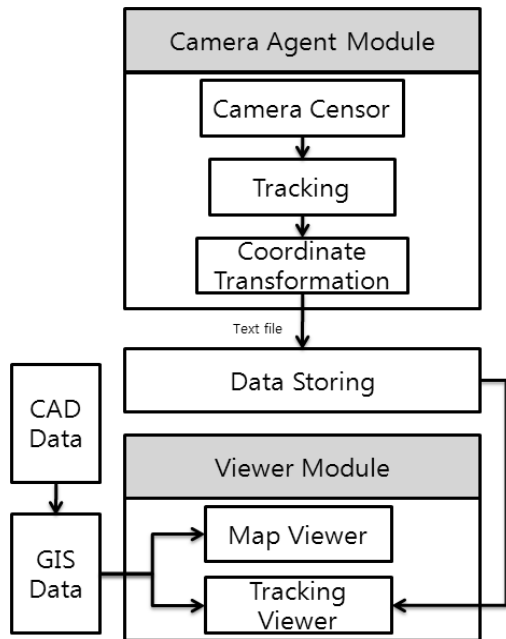 Camera Agent Module
Camera Censor
Tracking
Coordinate
Transformation
Text file
Data Storing
CAD
Data
GIS
Data
Viewer Module
Map Viewer
Tracking
Viewer